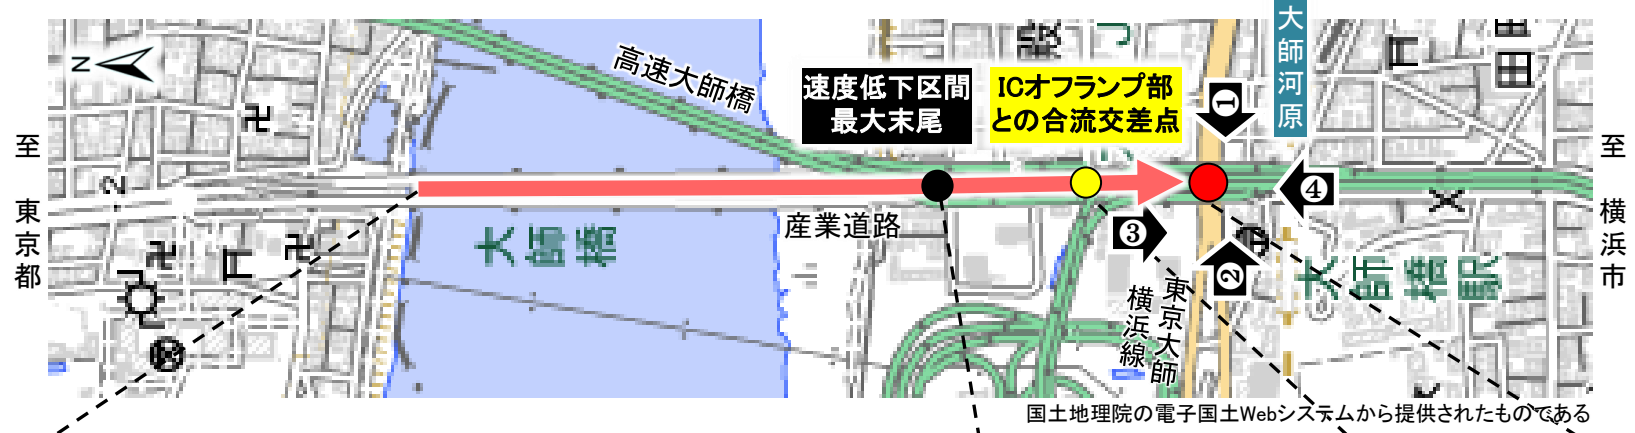 N
高速大師橋
速度低下区間
最大末尾
ICオフランプ部
との合流交差点
大師河原
❶
至 東京都
至 横浜市
❹
❸
❷
産業道路
大師橋
大師橋駅
東京大師
横浜線
国土地理院の電子国土Webシステムから提供されたものである